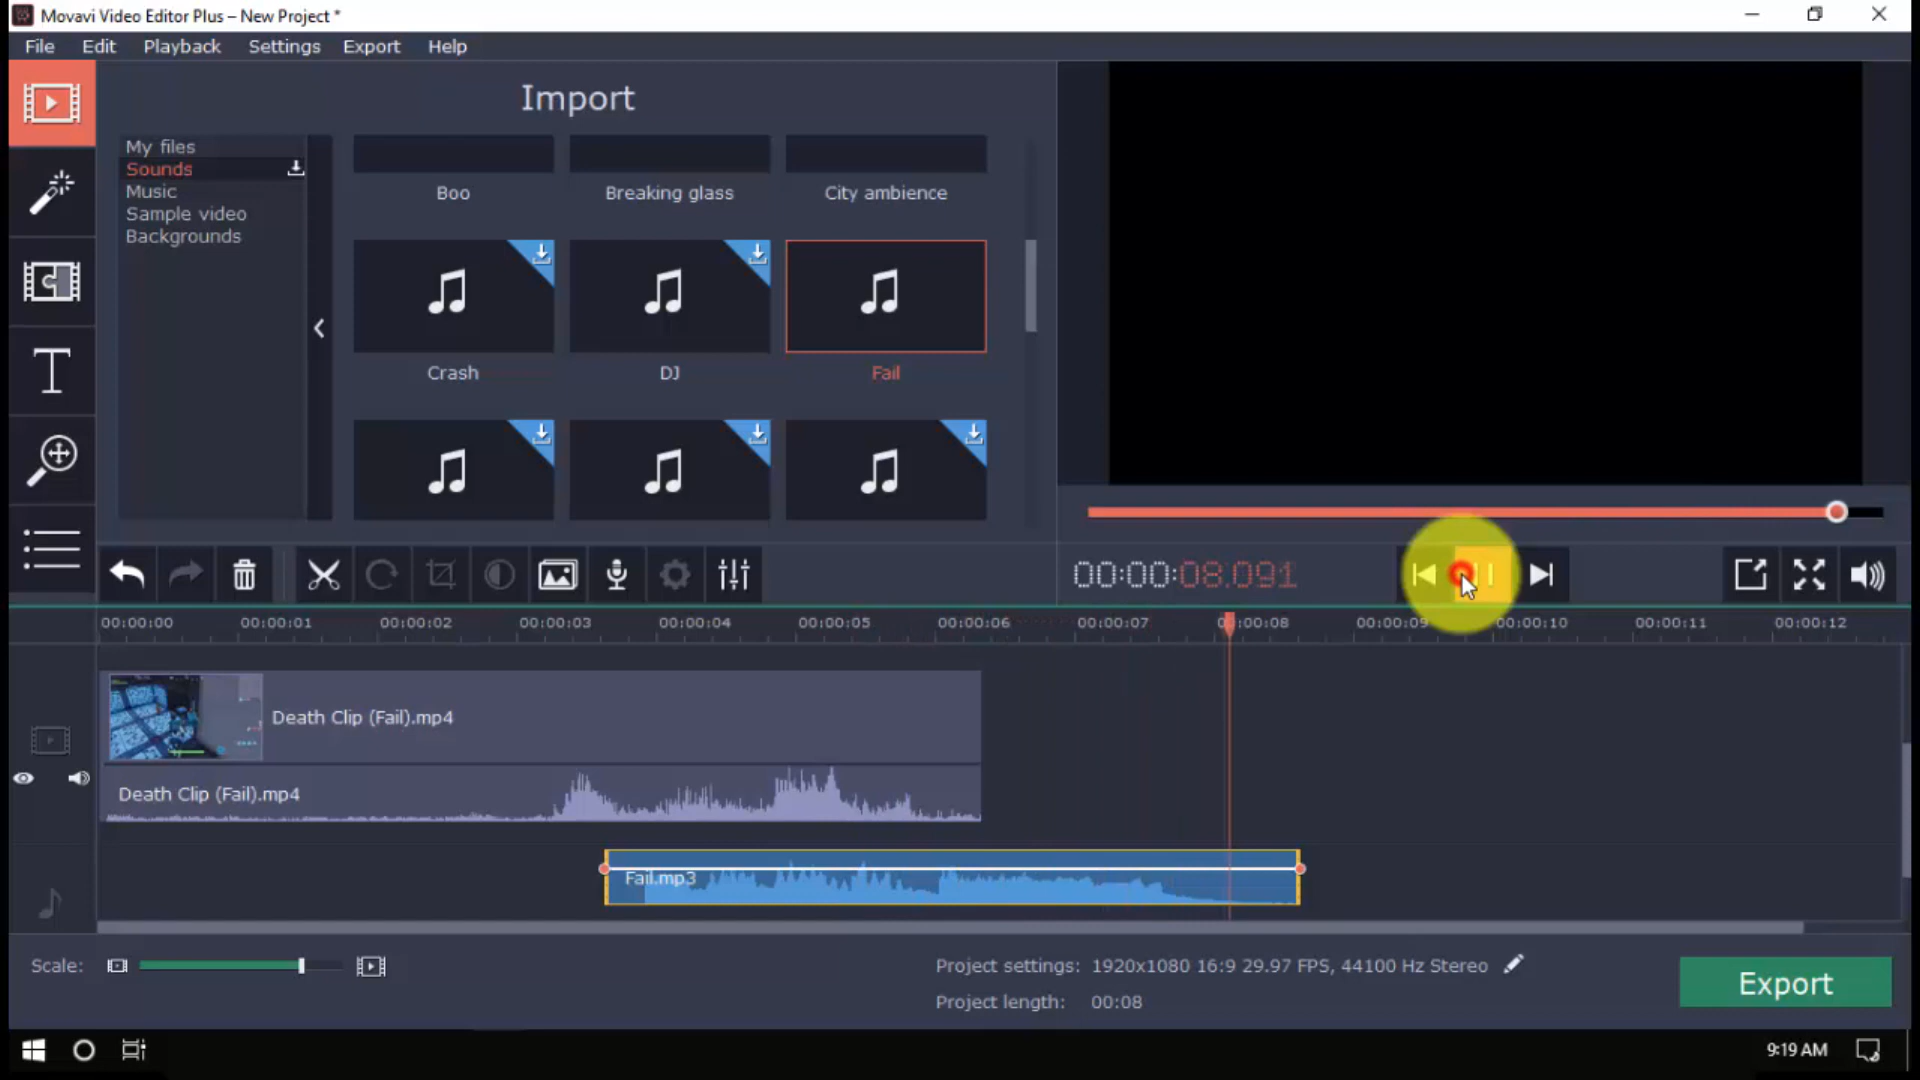 Movavi Video Editor Plus – New Project *
File Edit Playback Settings Export Help
Import
My files
Sounds
Music
Sample video
Backgrounds
Boo Breaking glass City ambience
Crash DJ Fail
00:00:08.091
00:00:00 00:00:01 00:00:02 00:00:03 00:00:04 00:00:05 00:00:06 00:00:07 00:00:08 00:00:09 00:00:10 00:00:11 00:00:12
Death Clip (Fail).mp4
Death Clip (Fail).mp4
Fail.mp3
Scale:
Project settings: 1920x1080 16:9 29.97 FPS, 44100 Hz Stereo
Project length: 00:08
Export
9:19 AM